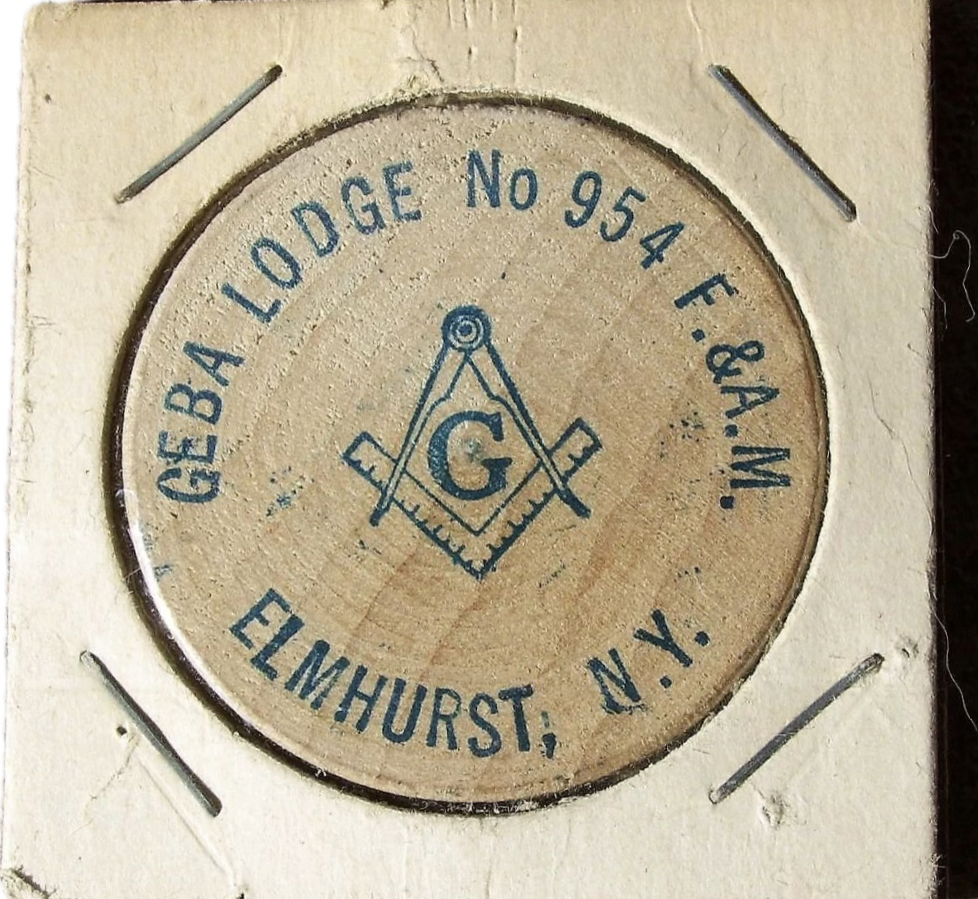 GEBA LODGE No 954 F.&A.M.
G
ELMHURST, N.Y.